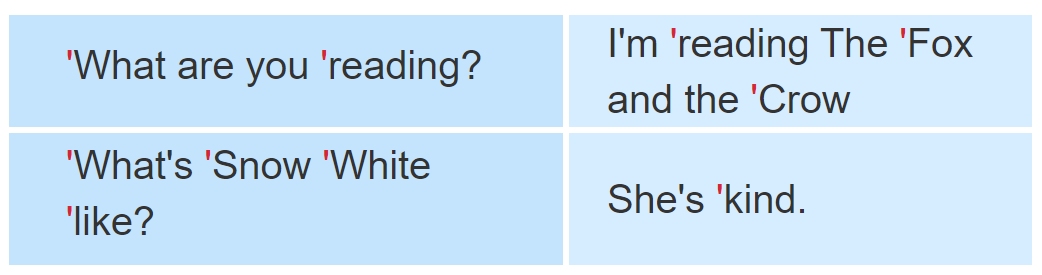 'What are you 'reading?
I'm 'reading The 'Fox
and the 'Crow
'What's 'Snow 'White
'like?
She's 'kind.